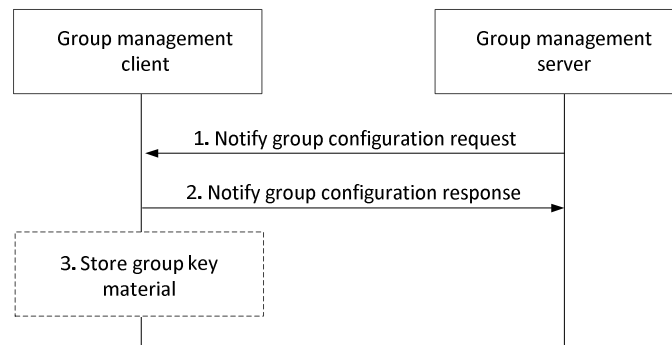 Group management
client
Group management
server
1. Notify group configuration request
2. Notify group configuration response
3. Store group key
material